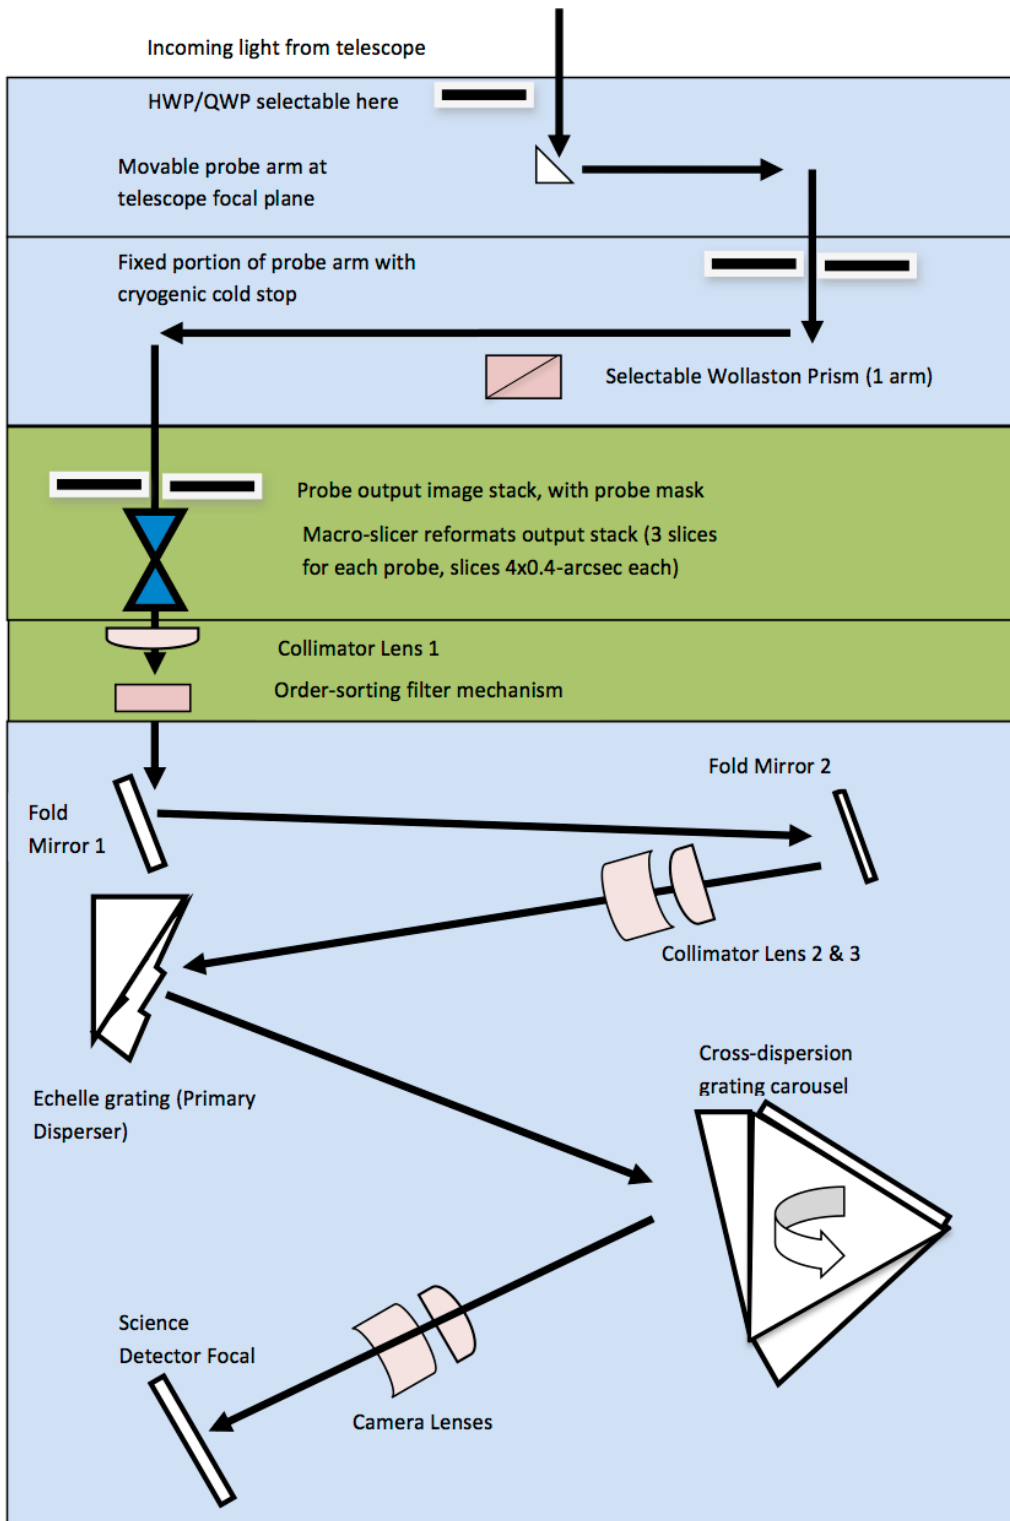 Incoming light from telescope
HWP/QWP selectable here
Movable probe arm at
telescope focal plane
Fixed portion of probe arm with
cryogenic cold stop
Selectable Wollaston Prism (1 arm)
Probe output image stack, with probe mask
Macro-slicer reformats output stack (3 slices
for each probe, slices 4x0.4-arcsec each)
Collimator Lens 1
Order-sorting filter mechanism
Fold Mirror 2
Fold
Mirror 1
Collimator Lens 2 & 3
Cross-dispersion
grating carousel
Echelle grating (Primary
Disperser)
Science
Detector Focal
Camera Lenses